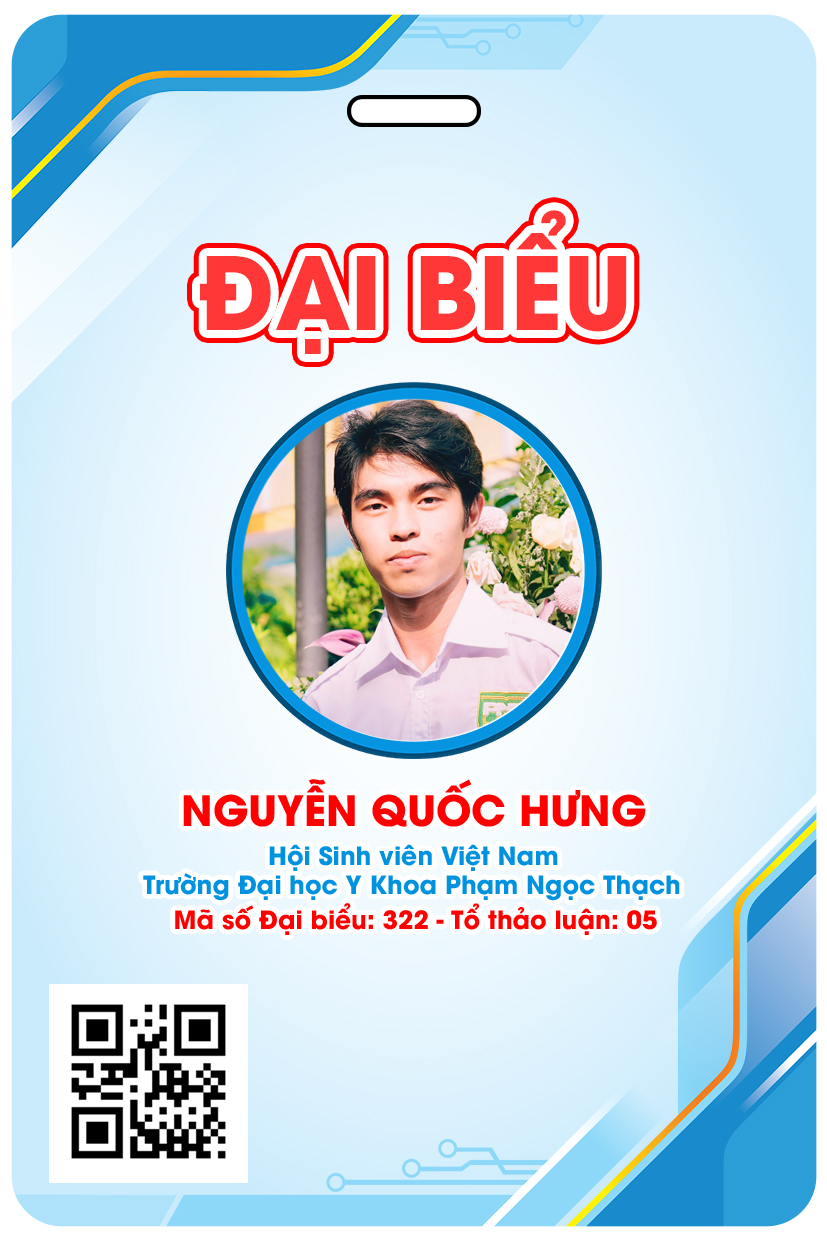 ĐẠI BIỂU
NGUYỄN QUỐC HƯNG
Hội Sinh viên Việt Nam
Trường Đại học Y Khoa Phạm Ngọc Thạch
Mã số Đại biểu: 322 - Tổ thảo luận: 05